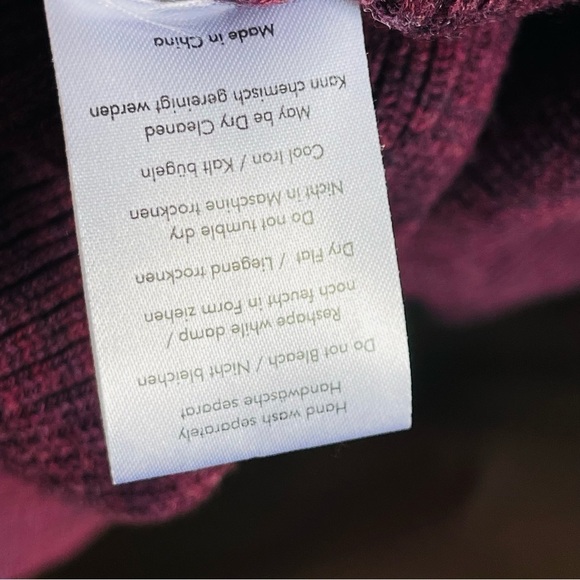 Hand wash separately
Handwäsche separat
Do not Bleach / Nicht bleichen
Reshape while damp /
noch feucht in Form ziehen
Dry Flat / Liegend trocknen
Do not tumble dry
Nicht in Maschine trocknen
Cool Iron / Kalt bügeln
May be Dry Cleaned
Kann chemisch gereinigt werden
Made in China